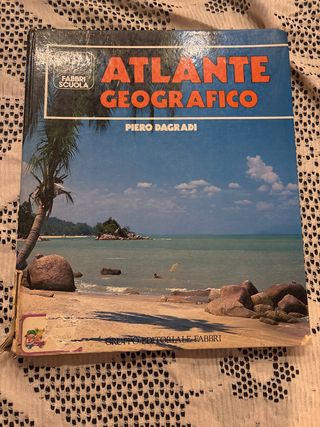 FABBRI
SCUOLA
ATLANTE
GEOGRAFICO
PIERO DAGRADI
GRUPPO EDITORIALE FABBRI